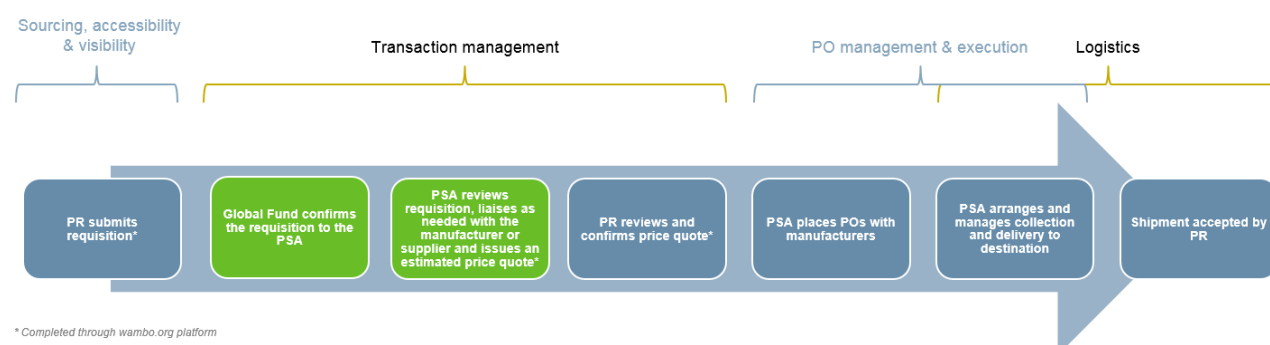 Sourcing, accessibility
& visibility
Transaction management
PO management & execution
Logistics
PR submits
requisition*
Global Fund confirms
the requisition to the
PSA
PSA reviews
requisition, liaises as
needed with the
manufacturer or
supplier and issues an
estimated price quote*
PR reviews and
confirms price quote*
PSA places POs with
manufacturers
PSA arranges and
manages collection
and delivery to
destination
Shipment accepted by
PR
* Completed through wambo.org platform